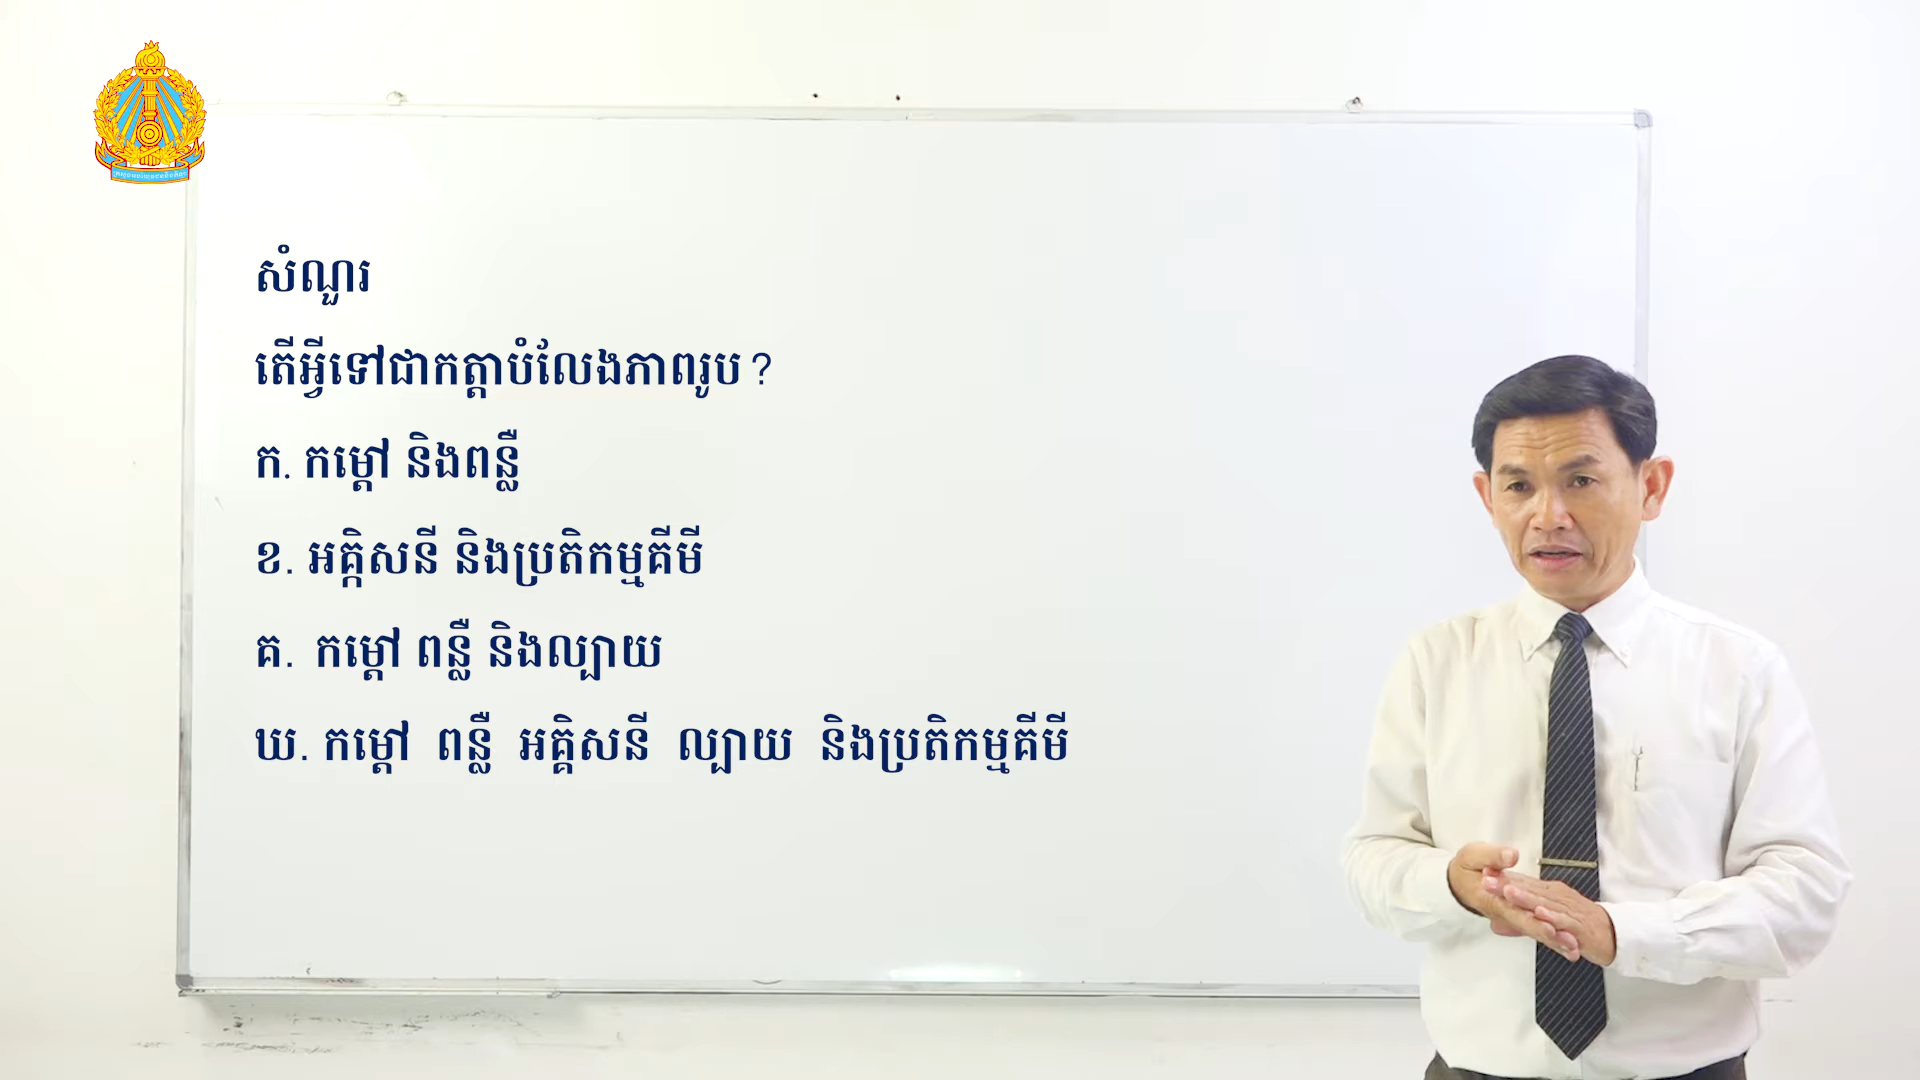 សំណួរ
តើអ្វីទៅជាកត្តាបំលែងភាពរូប ?
ក. កម្ដៅ និងពន្លឺ
ខ. អគ្គិសនី និងប្រតិកម្មគីមី
គ. កម្ដៅ ពន្លឺ និងល្បាយ
ឃ. កម្ដៅ ពន្លឺ អគ្គិសនី ល្បាយ និងប្រតិកម្មគីមី